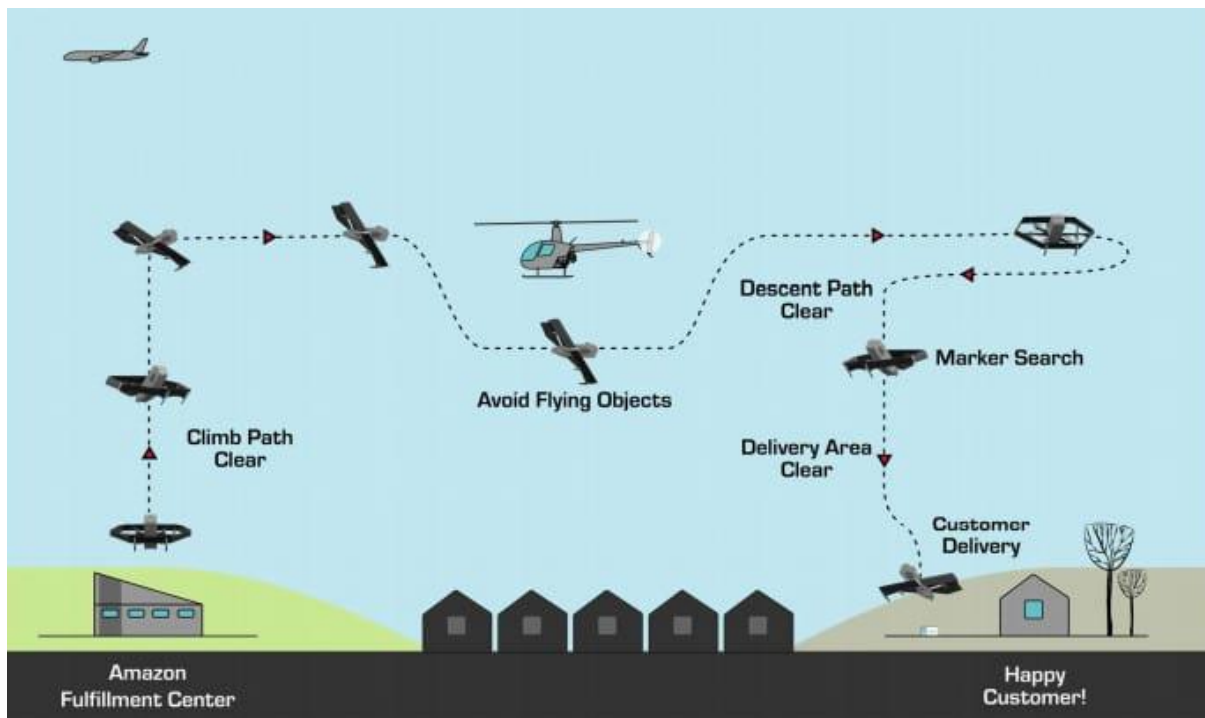 Climb Path
Clear
Avoid Flying Objects
Descent Path
Clear
Marker Search
Delivery Area
Clear
Customer
Delivery
Amazon
Fulfillment Center
Happy
Customer!